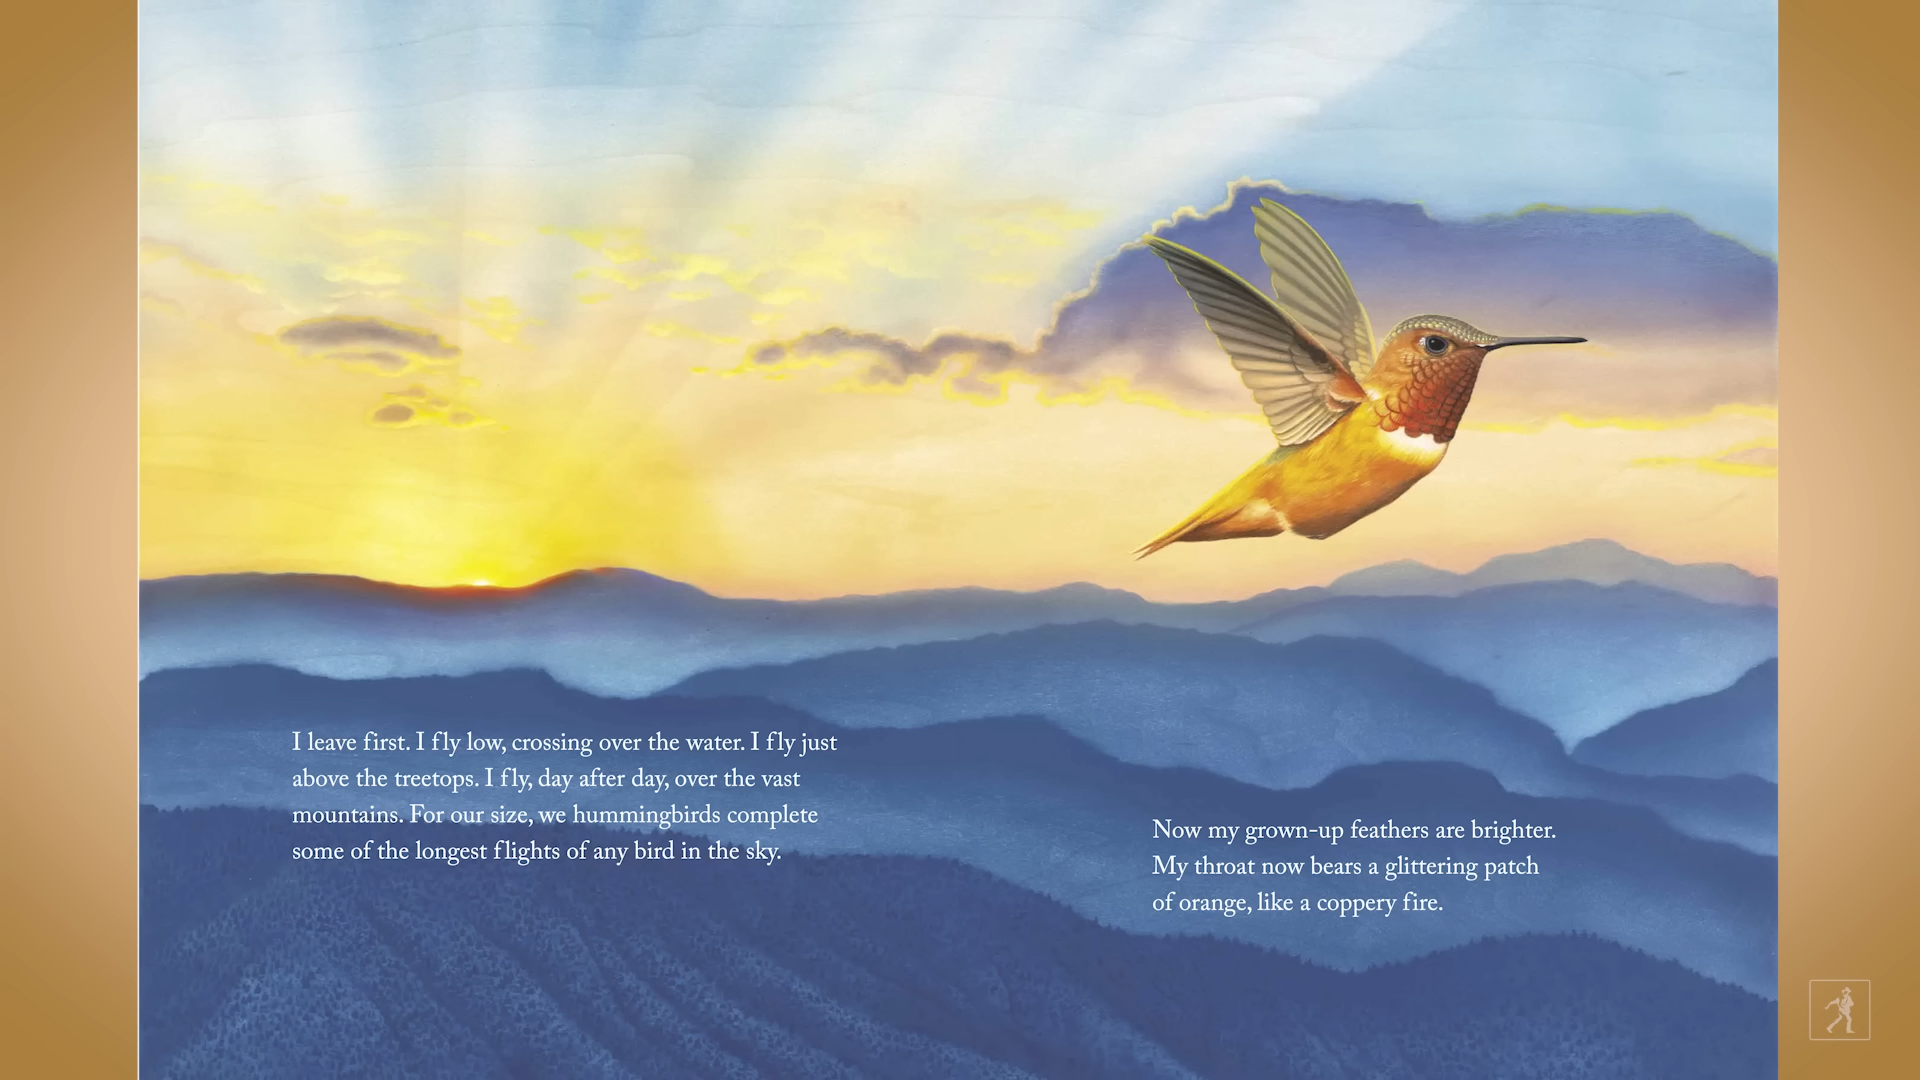 I leave first. I fly low, crossing over the water. I fly just
above the treetops. I fly, day after day, over the vast
mountains. For our size, we hummingbirds complete
some of the longest flights of any bird in the sky.
Now my grown-up feathers are brighter.
My throat now bears a glittering patch
of orange, like a coppery fire.